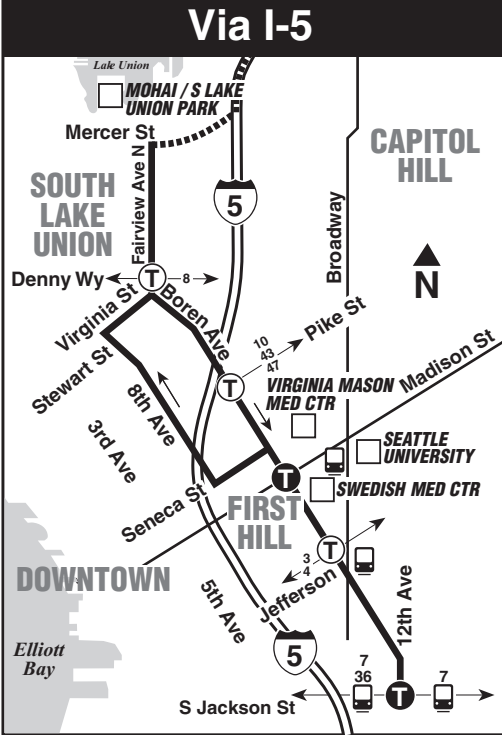 Via I-5
Lake Union
MOHAI / S LAKE
UNION PARK
Mercer St
CAPITOL
HILL
SOUTH
LAKE
UNION
Fairview Ave N
5
Broadway
N
Denny Wy
T
8
Virginia St
Boren Ave
Stewart St
10
43
47
Pike St
T
Madison St
VIRGINIA MASON
MED CTR
8th Ave
3rd Ave
SEATTLE
UNIVERSITY
T
SWEDISH MED CTR
Seneca St
FIRST
HILL
T
3
4
Jefferson
DOWNTOWN
5th Ave
12th Ave
Elliott
Bay
5
7
36
7
T
S Jackson St